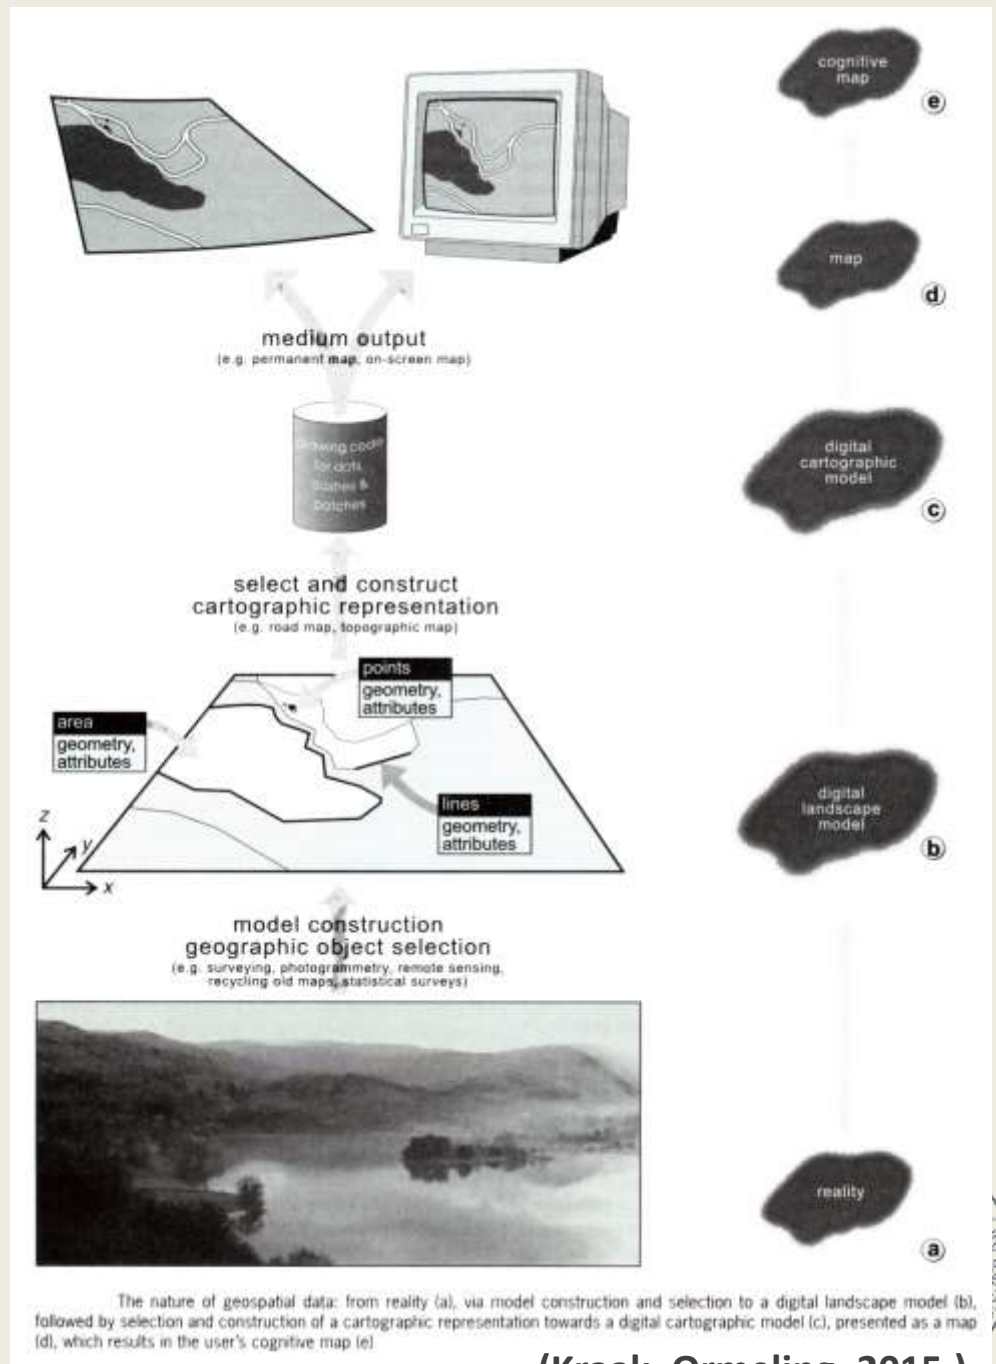 cognitive
map
e
map
d
medium output
(e.g. permanent map, on-screen map)
drawing code
for dots,
dashes &
patches
digital
cartographic
model
c
select and construct
cartographic representation
(e.g. road map, topographic map)
points
geometry,
attributes
area
geometry,
attributes
lines
geometry,
attributes
z
y
x
digital
landscape
model
b
model construction
geographic object selection
(e.g. surveying, photogrammetry, remote sensing,
recycling old maps, statistical surveys)
reality
a
The nature of geospatial data: from reality (a), via model construction and selection to a digital landscape model (b),
followed by selection and construction of a cartographic representation towards a digital cartographic model (c), presented as a map
(d), which results in the user's cognitive map (e)
(Kraak, Ormeling, 2015.)